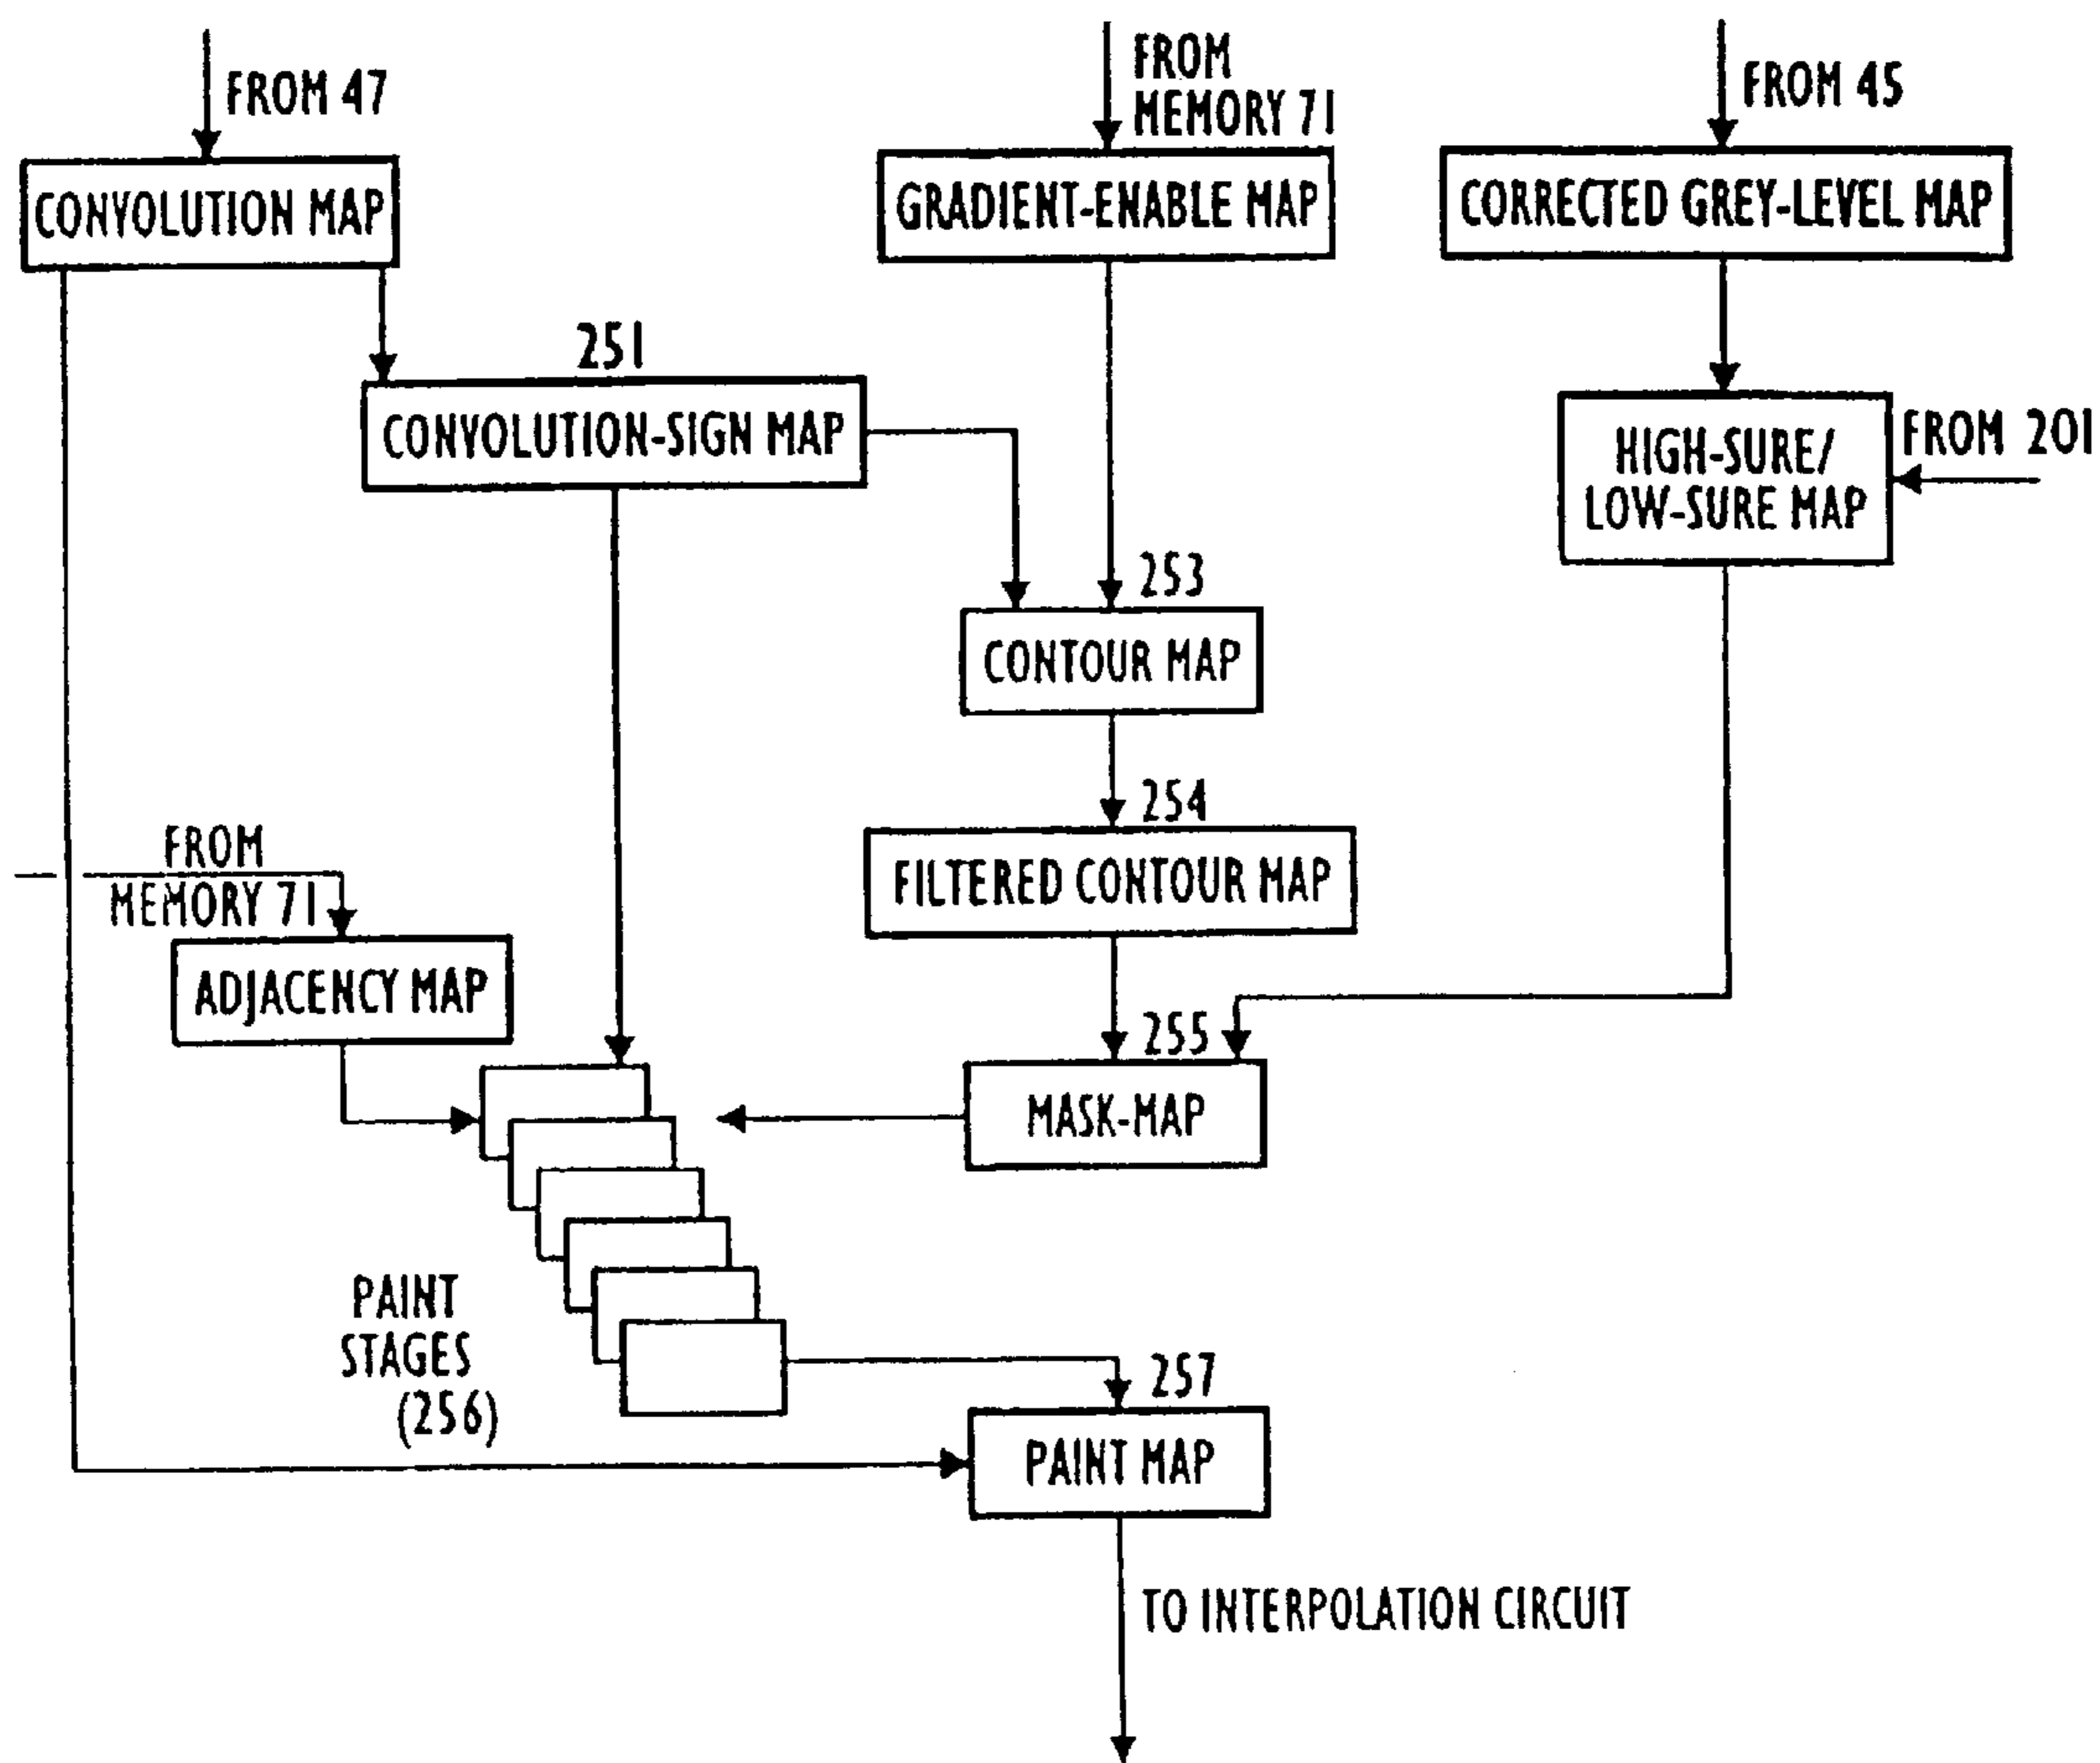 FROM 47
FROM
MEMORY 71
FROM 45
CONVOLUTION MAP
GRADIENT-ENABLE MAP
CORRECTED GREY-LEVEL MAP
251
CONVOLUTION-SIGN MAP
HIGH-SURE/
LOW-SURE MAP
FROM 201
253
CONTOUR MAP
254
FILTERED CONTOUR MAP
FROM
MEMORY 71
ADJACENCY MAP
255
MASK-MAP
PAINT
STAGES
(256)
257
PAINT MAP
TO INTERPOLATION CIRCUIT